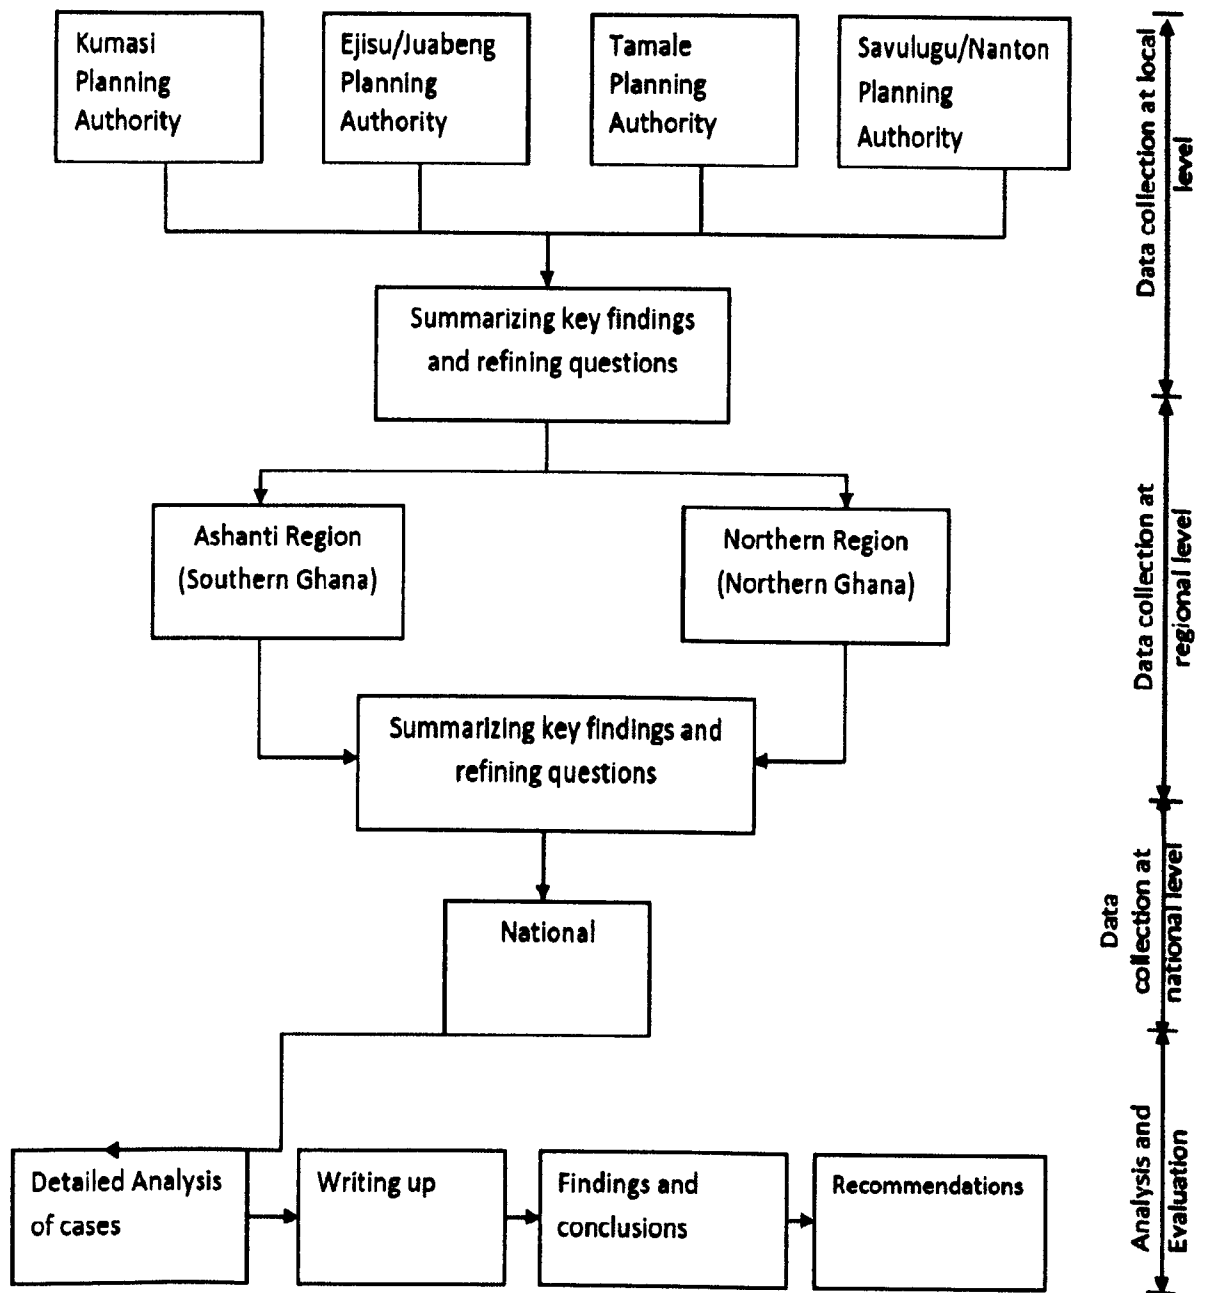 Kumasi
Planning
Authority
Ejisu/Juabeng
Planning
Authority
Tamale
Planning
Authority
Savulugu/Nanton
Planning
Authority
Data collection at local
level
Summarizing key findings
and refining questions
Ashanti Region
(Southern Ghana)
Northern Region
(Northern Ghana)
Data collection at
regional level
Summarizing key findings and
refining questions
National
Data
collection at
national level
Detailed Analysis
of cases
Writing up
Findings and
conclusions
Recommendations
Analysis and
Evaluation